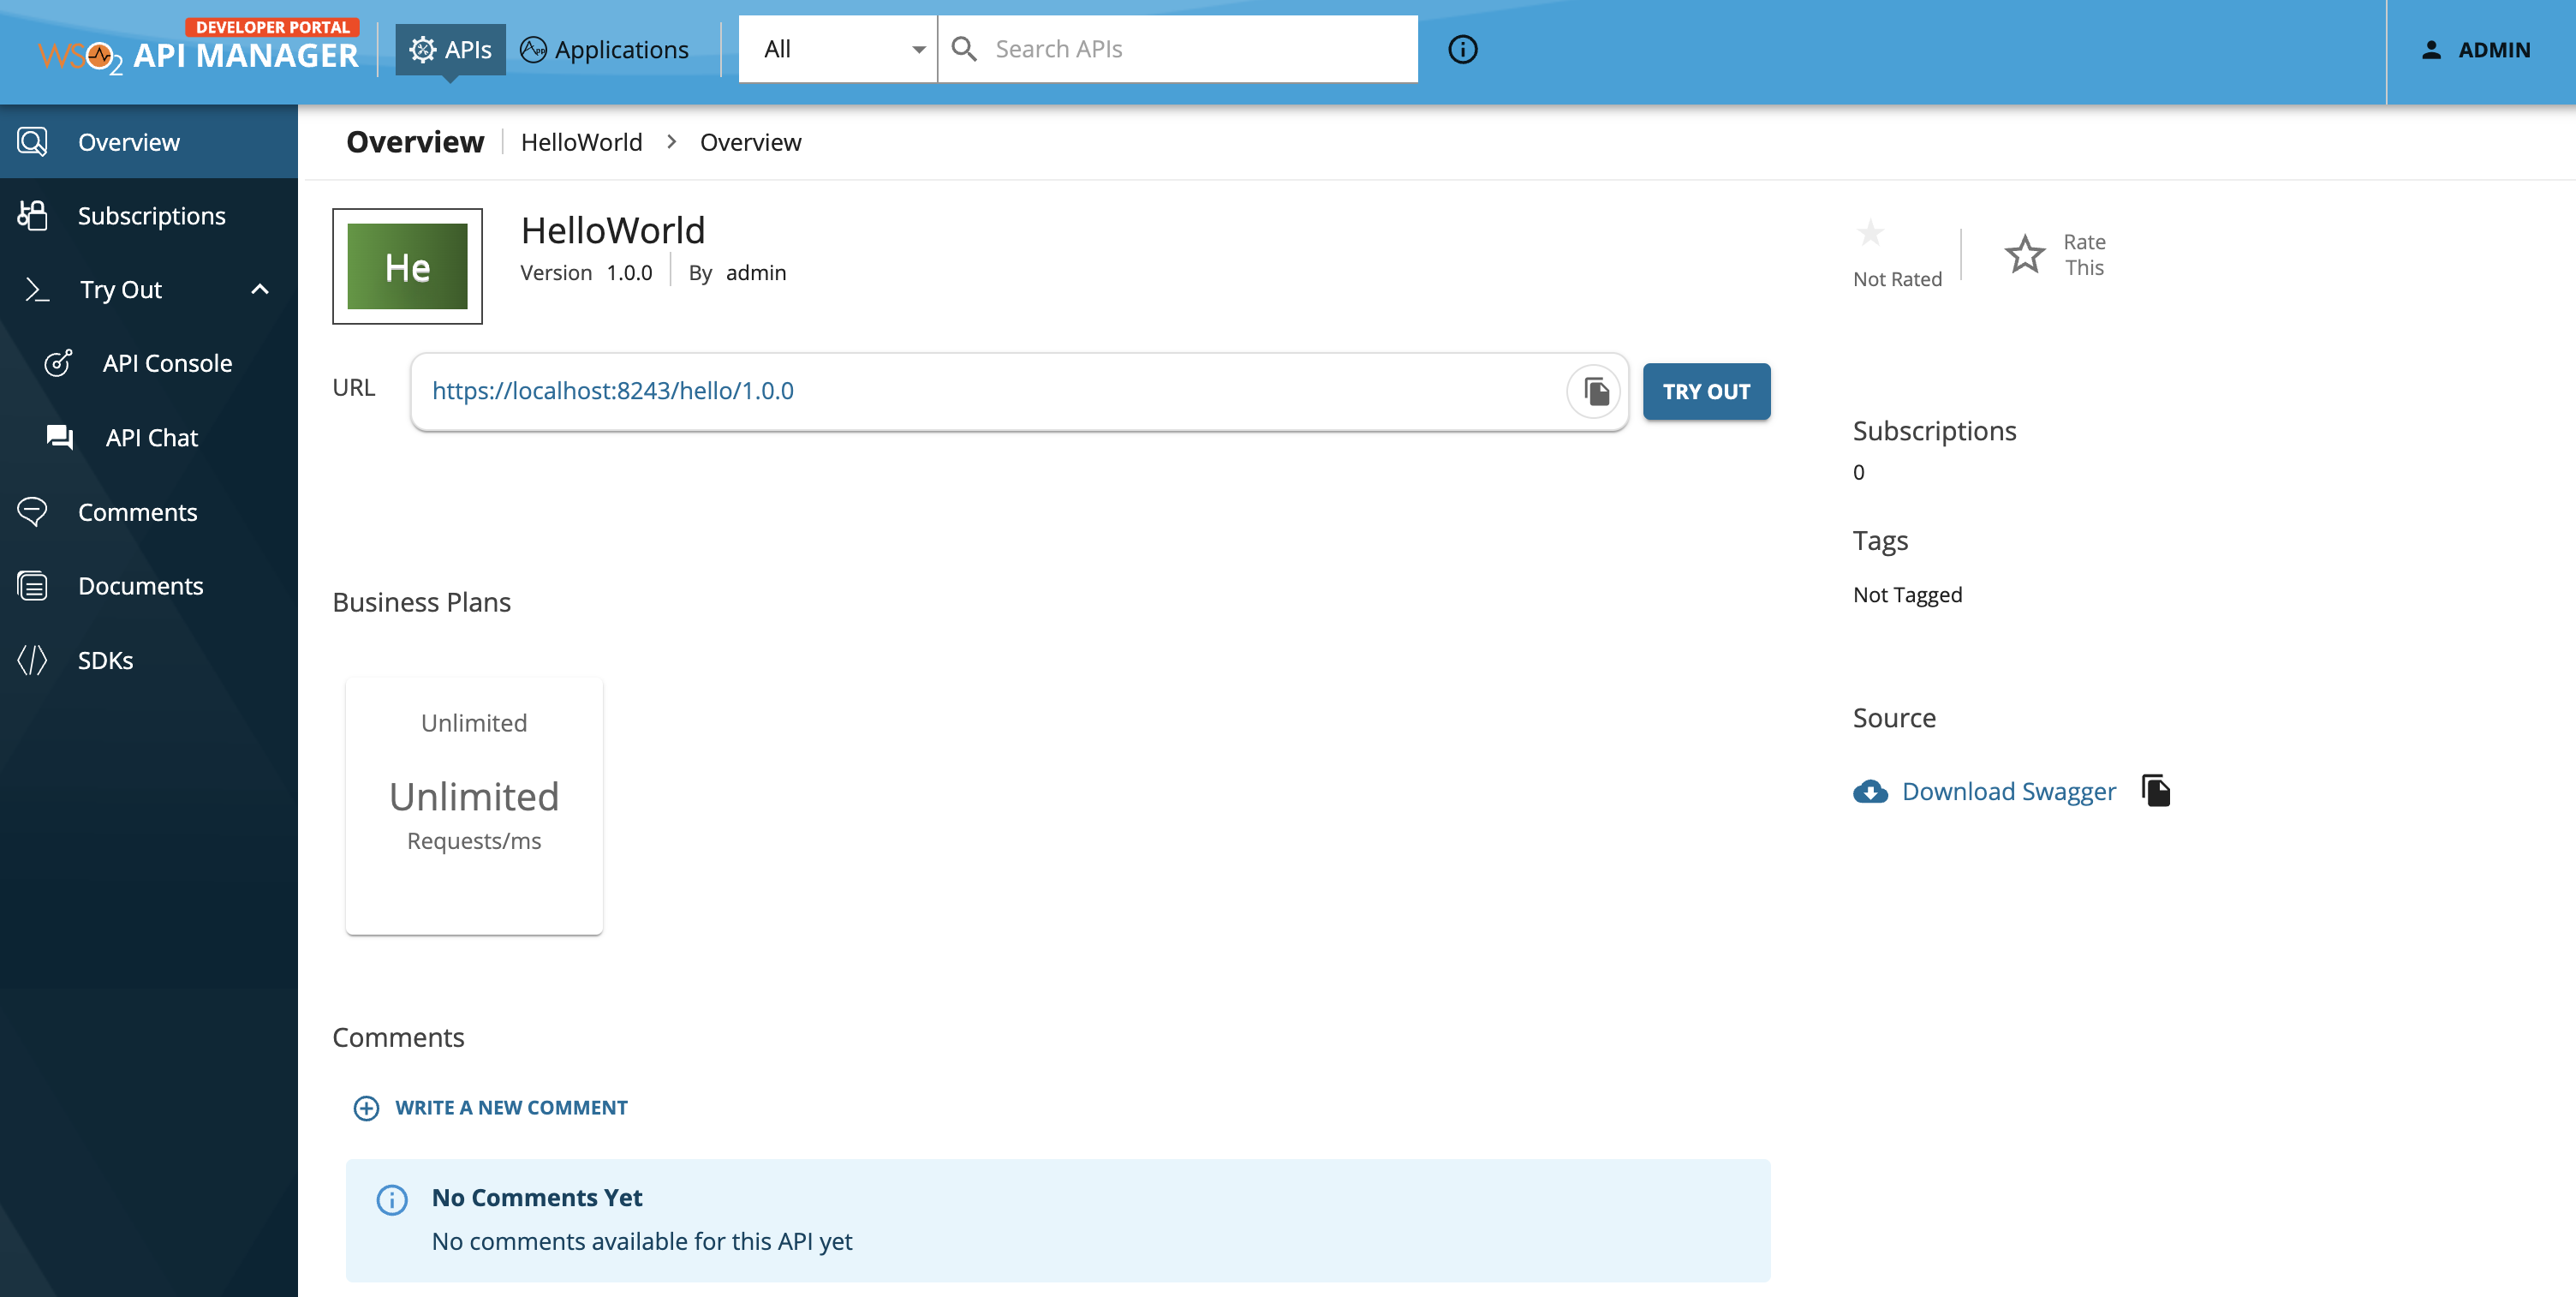 DEVELOPER PORTAL
WSO2 API MANAGER
APIs
Applications
All
Search APIs
ADMIN
Overview
Subscriptions
Try Out
API Console
API Chat
Comments
Documents
SDKs
Overview HelloWorld > Overview
He
HelloWorld
Version 1.0.0 By admin
Not Rated
Rate
This
URL
https://localhost:8243/hello/1.0.0
TRY OUT
Subscriptions
0
Tags
Not Tagged
Source
Download Swagger
Business Plans
Unlimited
Unlimited
Requests/ms
Comments
WRITE A NEW COMMENT
No Comments Yet
No comments available for this API yet